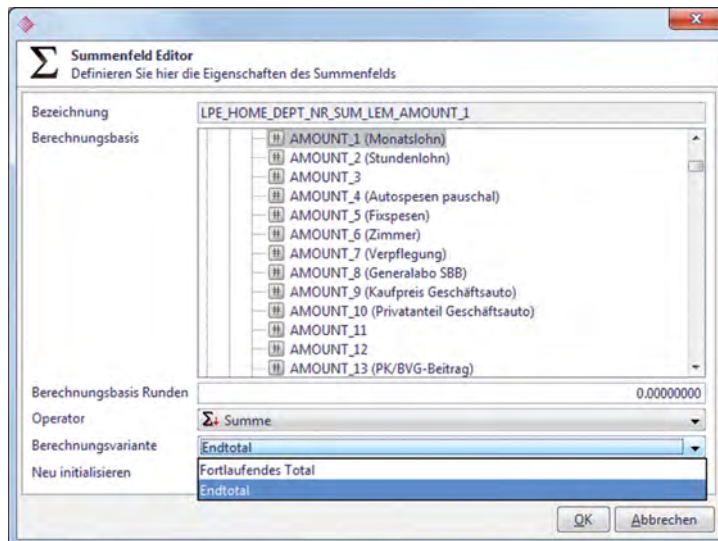 Summenfeld Editor
Definieren Sie hier die Eigenschaften des Summenfelds
Bezeichnung LPE_HOME_DEPT_NR_SUM_LEM_AMOUNT_1
Berechnungsbasis AMOUNT_1 (Monatslohn)
AMOUNT_2 (Stundenlohn)
AMOUNT_3
AMOUNT_4 (Autospesen pauschal)
AMOUNT_5 (Fixspesen)
AMOUNT_6 (Zimmer)
AMOUNT_7 (Verpflegung)
AMOUNT_8 (Generalabo SBB)
AMOUNT_9 (Kaufpreis Geschäftsauto)
AMOUNT_10 (Privatanteil Geschäftsauto)
AMOUNT_11
AMOUNT_12
AMOUNT_13 (PK/BVG-Beitrag)
Berechnungsbasis Runden 0.00000000
Operator Σ Summe
Berechnungsvariante Endtotal
Neu initialisieren Fortlaufendes Total
Endtotal
OK Abbrechen